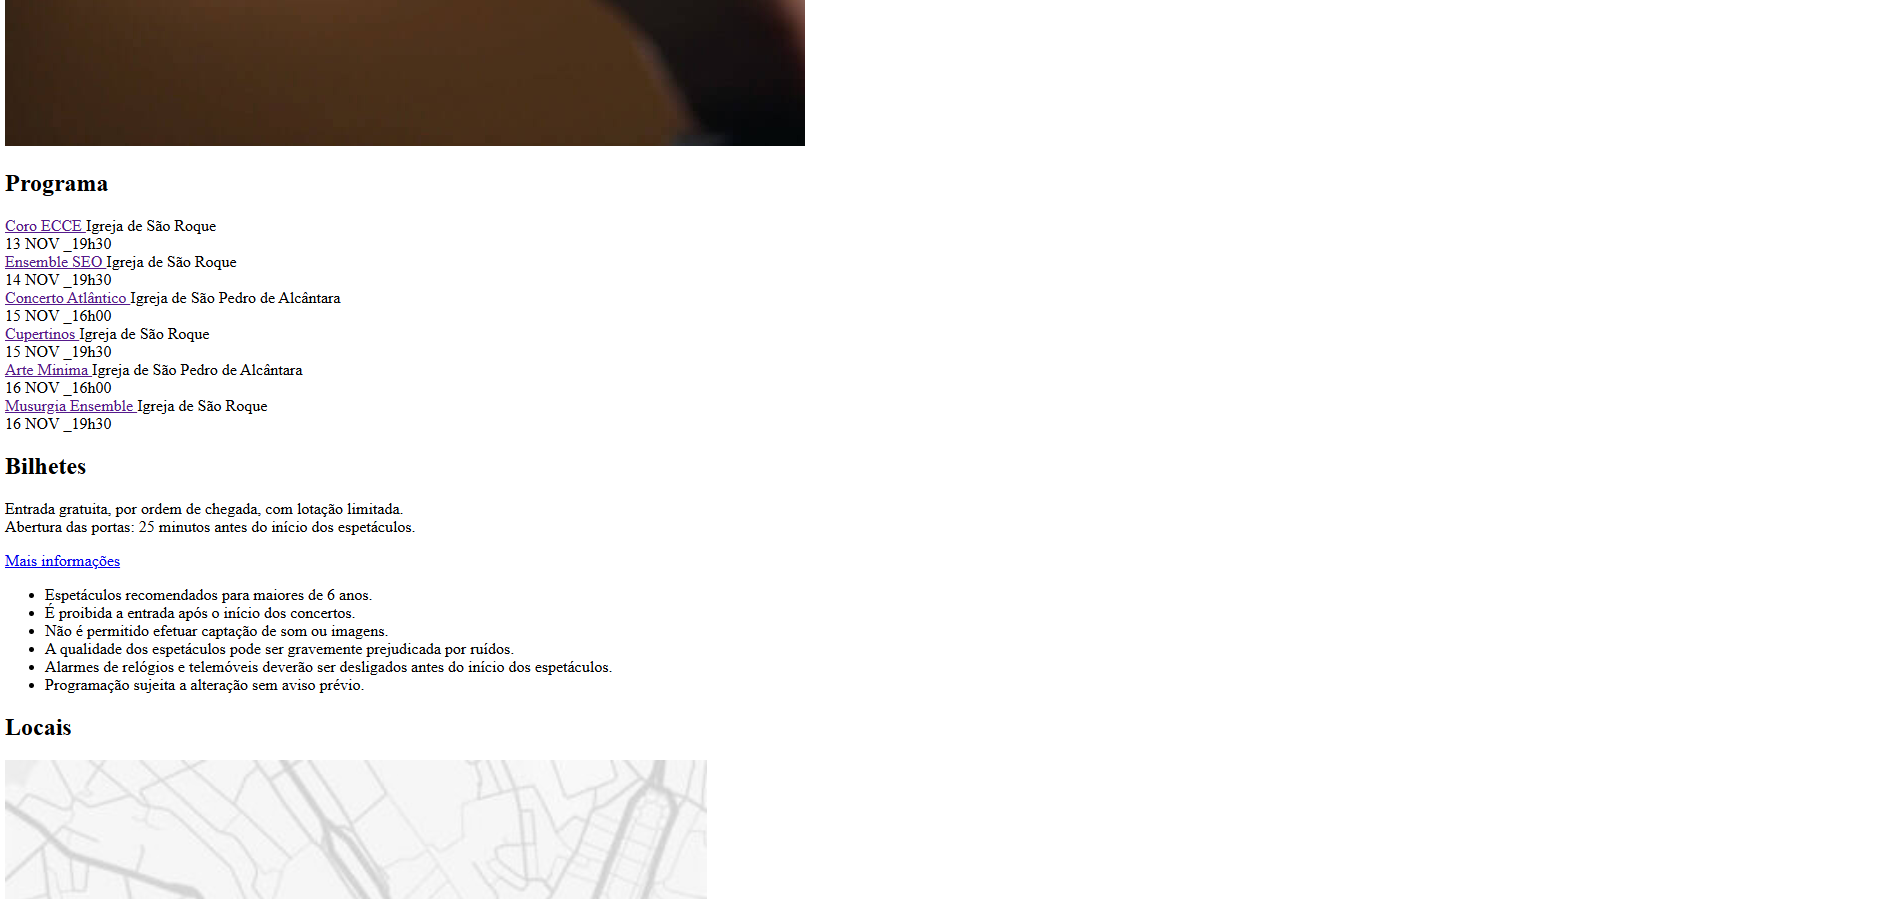 Programa
Coro ECCE Igreja de São Roque
13 NOV _19h30
Ensemble SEO Igreja de São Roque
14 NOV _19h30
Concerto Atlântico Igreja de São Pedro de Alcântara
15 NOV _16h00
Cupertinos Igreja de São Roque
15 NOV _19h30
Arte Minima Igreja de São Pedro de Alcântara
16 NOV _16h00
Musurgia Ensemble Igreja de São Roque
16 NOV _19h30
Bilhetes
Entrada gratuita, por ordem de chegada, com lotação limitada.
Abertura das portas: 25 minutos antes do início dos espetáculos.
Mais informações
• Espetáculos recomendados para maiores de 6 anos.
• É proibida a entrada após o início dos concertos.
• Não é permitido efetuar captação de som ou imagens.
• A qualidade dos espetáculos pode ser gravemente prejudicada por ruídos.
• Alarmes de relógios e telemóveis deverão ser desligados antes do início dos espetáculos.
• Programação sujeita a alteração sem aviso prévio.
Locais